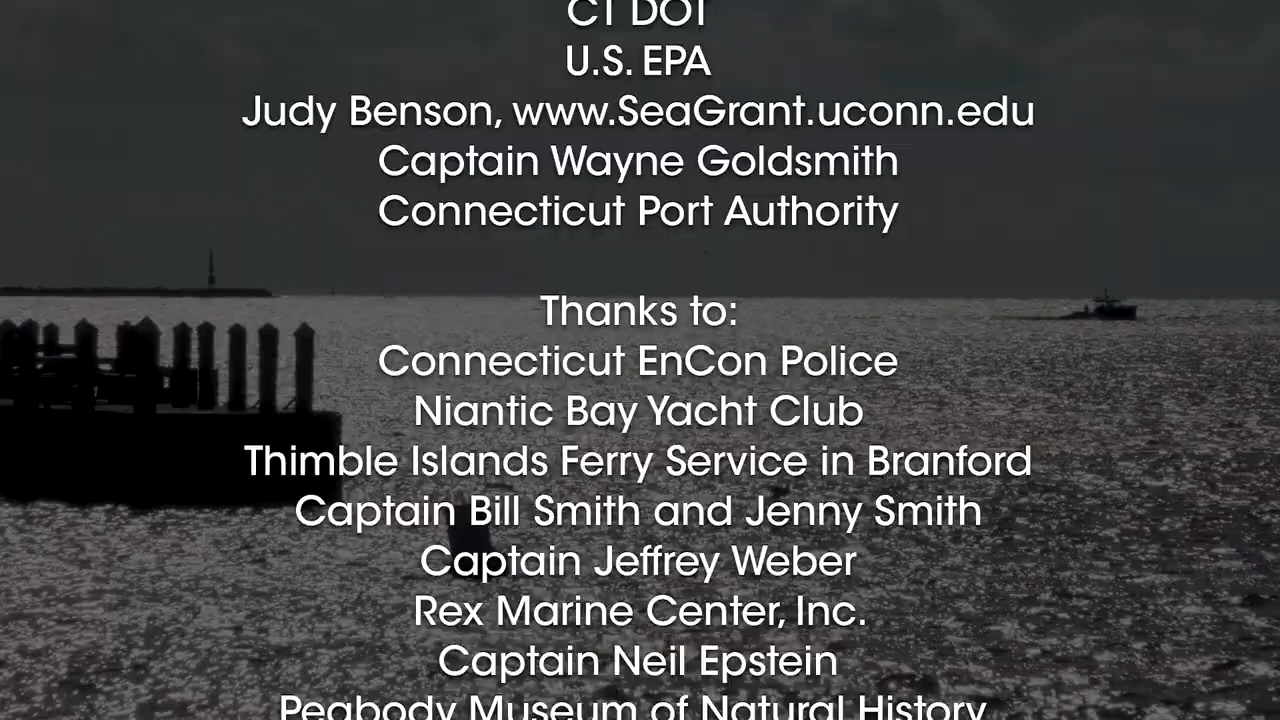 CT DOT
U.S. EPA
Judy Benson, www.SeaGrant.uconn.edu
Captain Wayne Goldsmith
Connecticut Port Authority
Thanks to:
Connecticut EnCon Police
Niantic Bay Yacht Club
Thimble Islands Ferry Service in Branford
Captain Bill Smith and Jenny Smith
Captain Jeffrey Weber
Rex Marine Center, Inc.
Captain Neil Epstein
Peabody Museum of Natural History